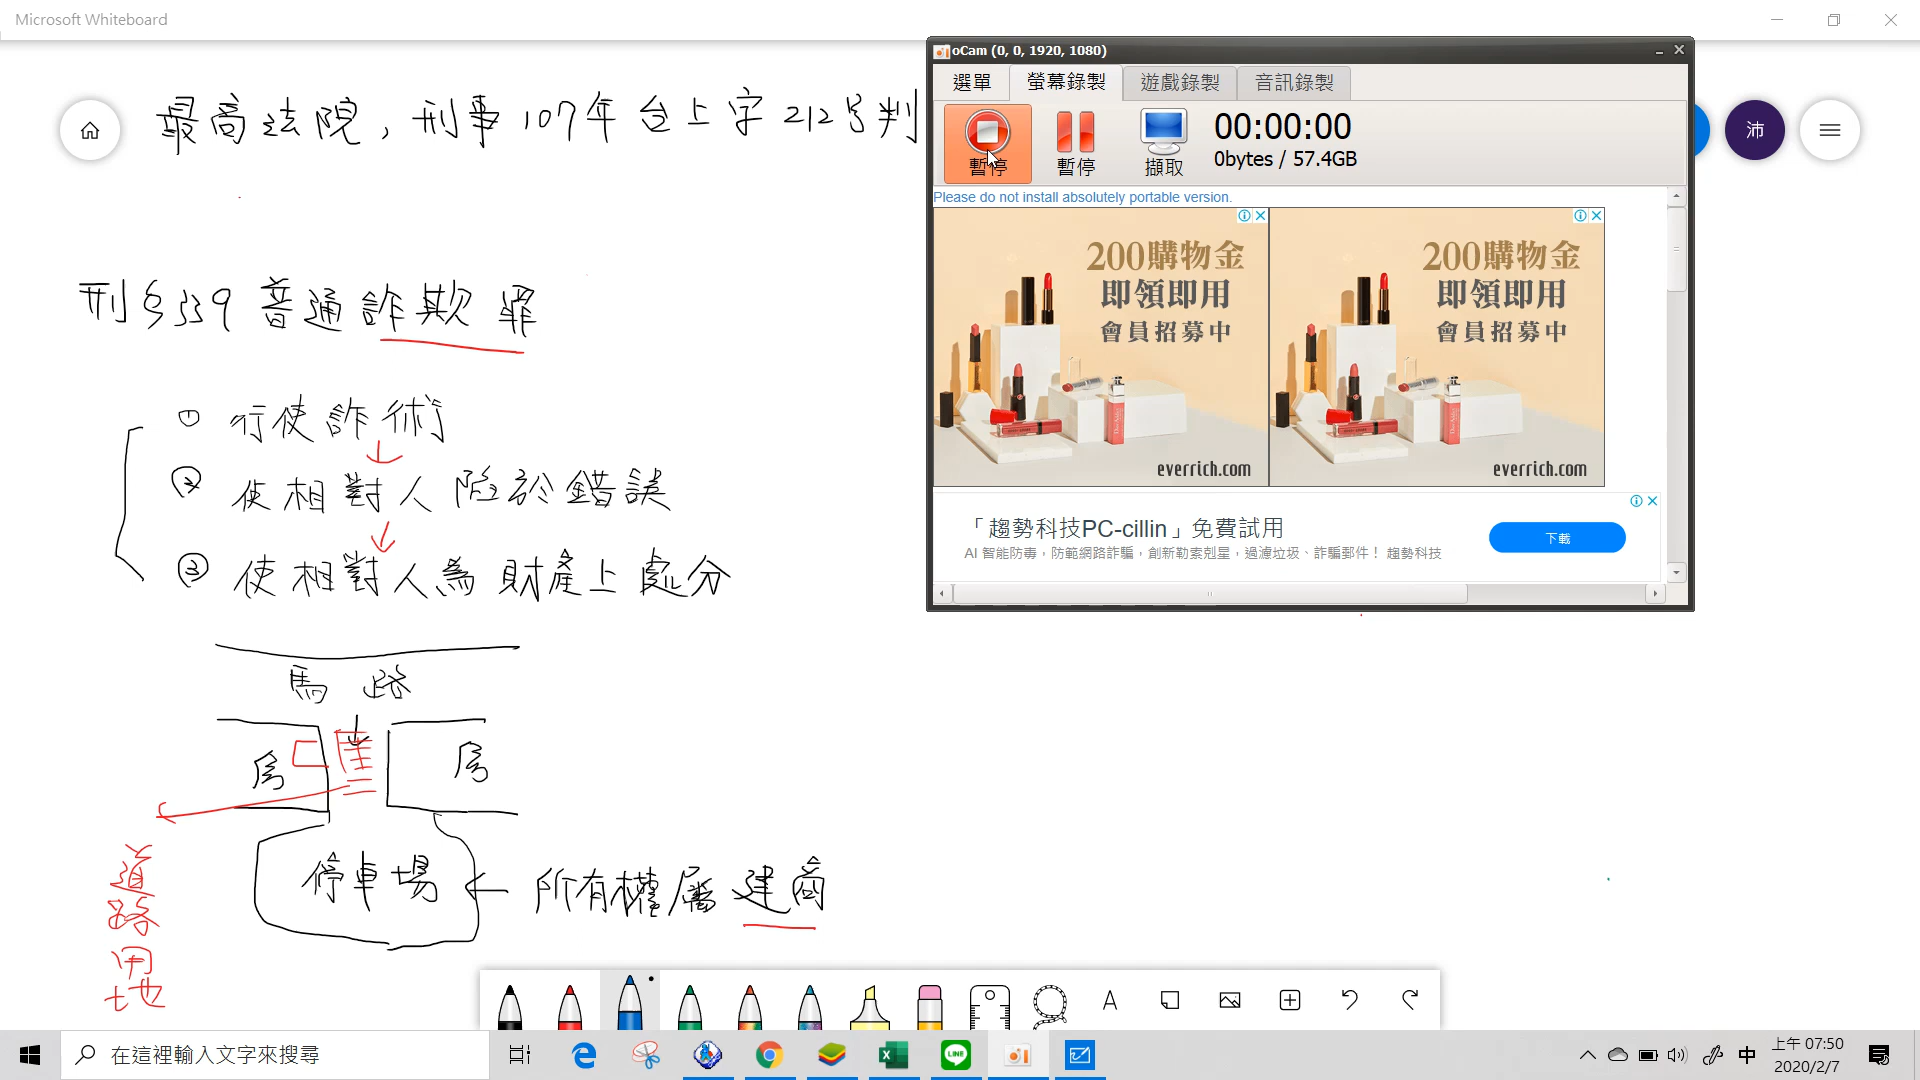 Microsoft Whiteboard
最高法院，刑事107年台上字212号判
沛
刑§339普通詐欺罪
① 行使詐術
② 使相對人陷於錯誤
③ 使相對人為財產上處分
馬路
房
房
停車場 ← 所有權屬建商
道路用地
oCam (0, 0, 1920, 1080)
選單 螢幕錄製 遊戲錄製 音訊錄製
暫停 暫停 擷取
00:00:00
0bytes / 57.4GB
Please do not install absolutely portable version.
200購物金
即領即用
會員招募中
everrich.com
200購物金
即領即用
會員招募中
everrich.com
「趨勢科技PC-cillin」免費試用
AI 智能防毒，防範網路詐騙，創新勒索剋星，過濾垃圾、詐騙郵件！ 趨勢科技
下載
A
在這裡輸入文字來搜尋
LINE
中
上午 07:50
2020/2/7